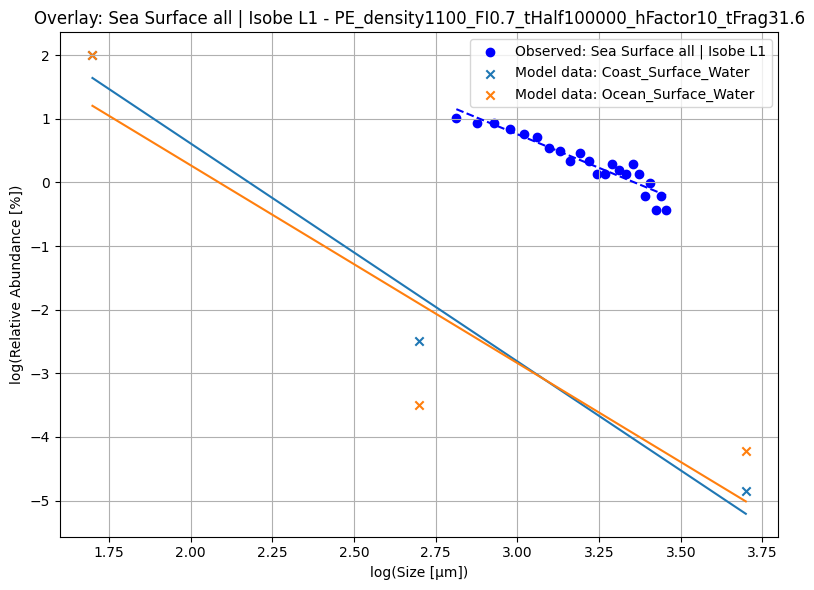 Overlay: Sea Surface all | Isobe L1 - PE_density1100_FI0.7_tHalf100000_hFactor10_tFrag31.6
Observed: Sea Surface all | Isobe L1
Model data: Coast_Surface_Water
Model data: Ocean_Surface_Water
log(Relative Abundance [%])
2
1
0
−1
−2
−3
−4
−5
1.75
2.00
2.25
2.50
2.75
3.00
3.25
3.50
3.75
log(Size [µm])